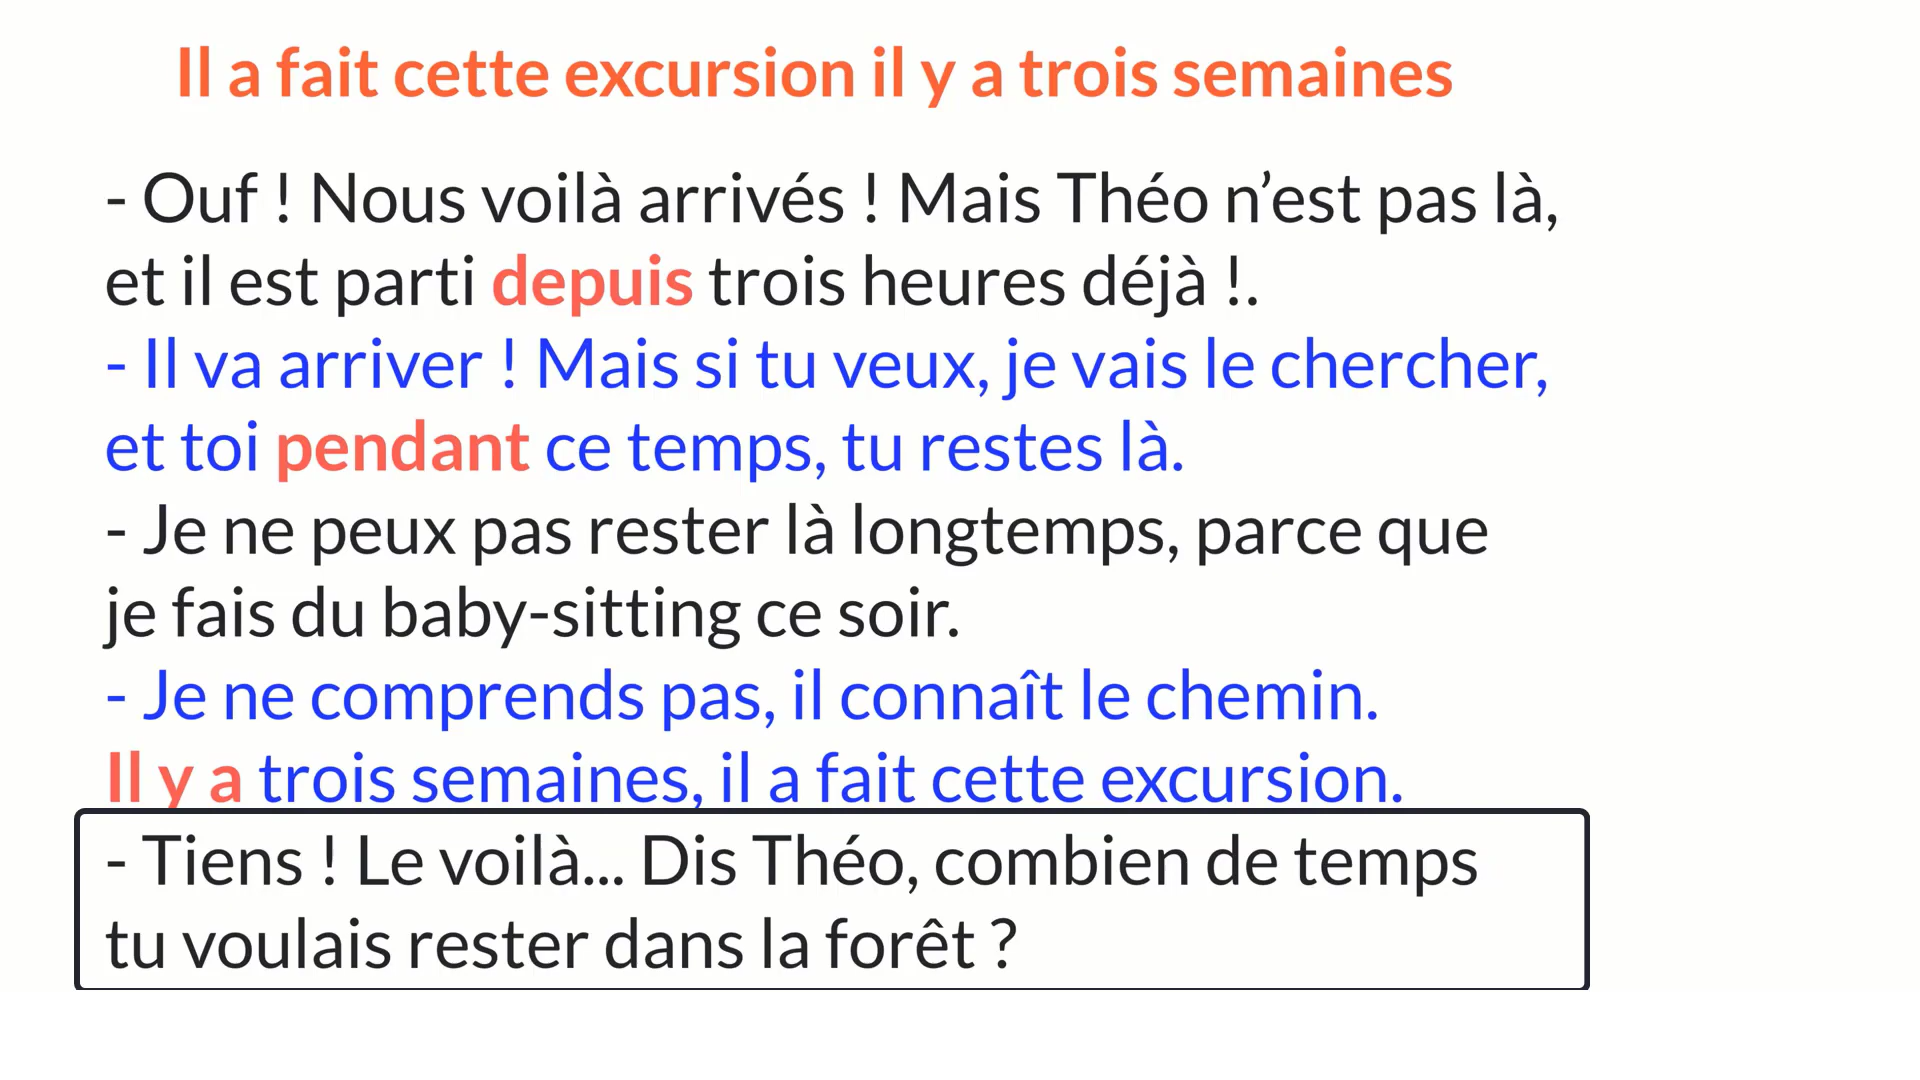 Il a fait cette excursion il y a trois semaines
- Ouf ! Nous voilà arrivés ! Mais Théo n’est pas là,
et il est parti depuis trois heures déjà !.
- Il va arriver ! Mais si tu veux, je vais le chercher,
et toi pendant ce temps, tu restes là.
- Je ne peux pas rester là longtemps, parce que
je fais du baby-sitting ce soir.
- Je ne comprends pas, il connaît le chemin.
Il y a trois semaines, il a fait cette excursion.
- Tiens ! Le voilà... Dis Théo, combien de temps
tu voulais rester dans la forêt ?